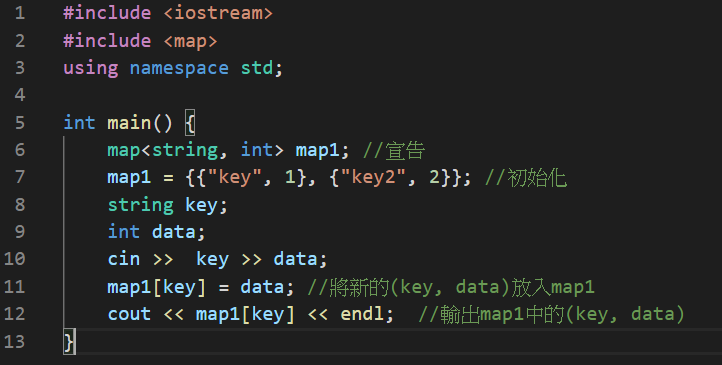 1 #include <iostream>
2 #include <map>
3 using namespace std;
4
5 int main() {
6 map<string, int> map1; //宣告
7 map1 = {{"key", 1}, {"key2", 2}}; //初始化
8 string key;
9 int data;
10 cin >>  key >> data;
11 map1[key] = data; //將新的(key, data)放入map1
12 cout << map1[key] << endl;  //輸出map1中的(key, data)
13 }